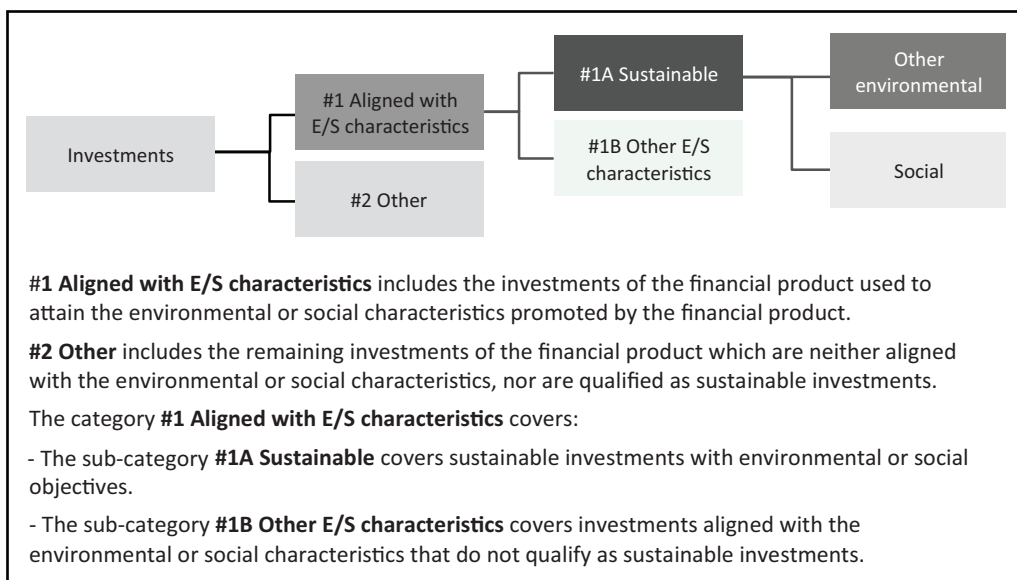 Investments
#1 Aligned with
E/S characteristics
#2 Other
#1A Sustainable
#1B Other E/S
characteristics
Other
environmental
Social
#1 Aligned with E/S characteristics includes the investments of the financial product used to
attain the environmental or social characteristics promoted by the financial product.
#2 Other includes the remaining investments of the financial product which are neither aligned
with the environmental or social characteristics, nor are qualified as sustainable investments.
The category #1 Aligned with E/S characteristics covers:
- The sub-category #1A Sustainable covers sustainable investments with environmental or social
objectives.
- The sub-category #1B Other E/S characteristics covers investments aligned with the
environmental or social characteristics that do not qualify as sustainable investments.